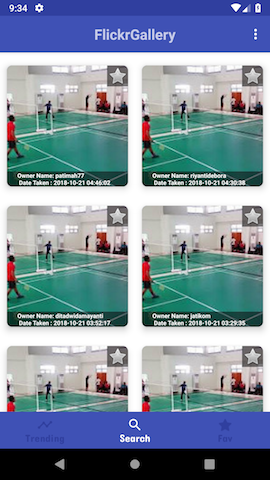 9:34
FlickrGallery
Owner Name: patimah77
Date Taken : 2018-10-21 04:46:02
Owner Name: riyantidebora
Date Taken : 2018-10-21 04:30:38
Owner Name: ditadwidamayanti
Date Taken : 2018-10-21 03:52:17
Owner Name: jatikom
Date Taken : 2018-10-21 03:29:35
Trending
Search
Fav